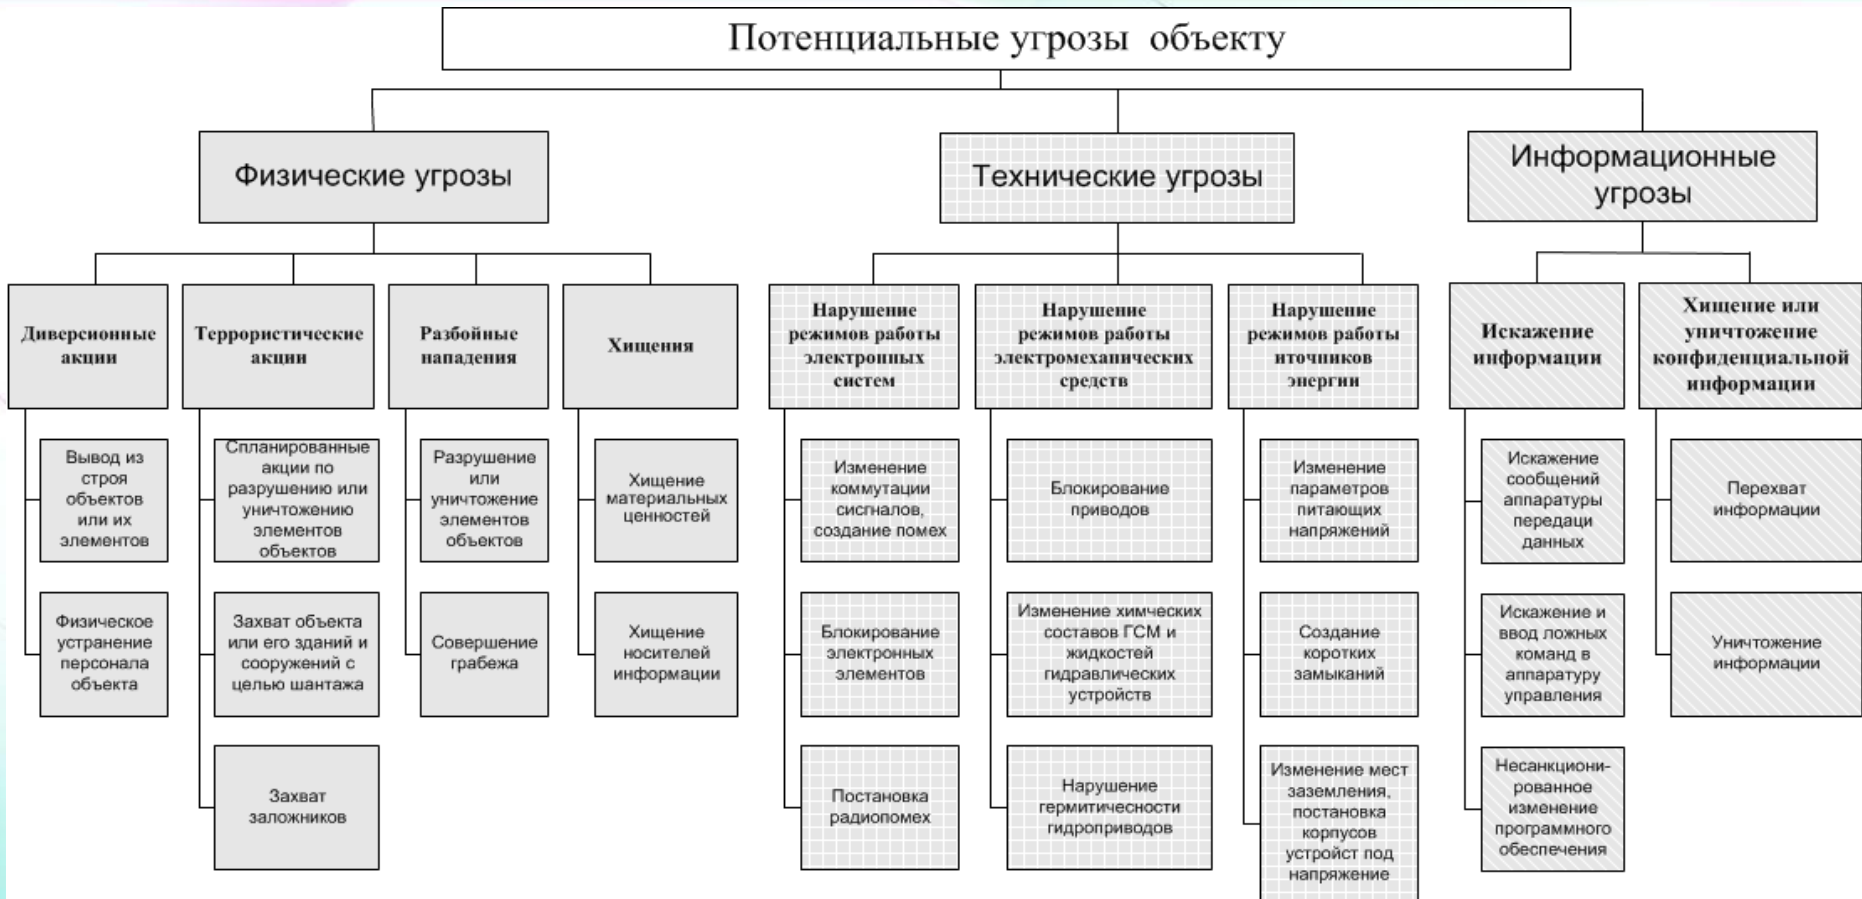 Потенциальные угрозы объекту
Физические угрозы
Технические угрозы
Информационные
угрозы
Диверсионные
акции
Террористические
акции
Разбойные
нападения
Хищения
Нарушение
режимов работы
электронных
систем
Нарушение
режимов работы
электромеханических
средств
Нарушение
режимов работы
иточников
энергии
Искажение
информации
Хищение или
уничтожение
конфиденциальной
информации
Вывод из
строя
объектов
или их
элементов
Спланированные
акции по
разрушению или
уничтожению
элементов
объектов
Разрушение
или
уничтожение
элементов
объектов
Хищение
материальных
ценностей
Изменение
коммутации
сисгналов,
создание помех
Блокирование
приводов
Изменение
параметров
питающих
напряжений
Искажение
сообщений
аппаратуры
передаци
данных
Перехват
информации
Физическое
устранение
персонала
объекта
Захват объекта
или его зданий и
сооружений с
целью шантажа
Совершение
грабежа
Хищение
носителей
информации
Блокирование
электронных
элементов
Изменение химческих
составов ГСМ и
жидкостей
гидравлических
устройств
Создание
коротких
замыканий
Искажение и
ввод ложных
команд в
аппаратуру
управления
Уничтожение
информации
Захват
заложников
Постановка
радиопомех
Нарушение
гермитичесности
гидроприводов
Изменение мест
заземления,
постановка
корпусов
устройст под
напряжение
Несанкциони-
рованное
изменение
программного
обеспечения